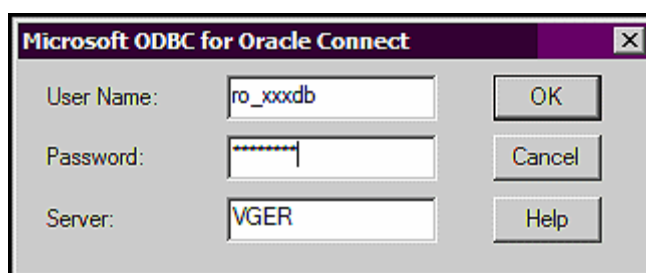 Microsoft ODBC for Oracle Connect
User Name: ro_xxxdb OK
Password: ******** Cancel
Server: VGER Help